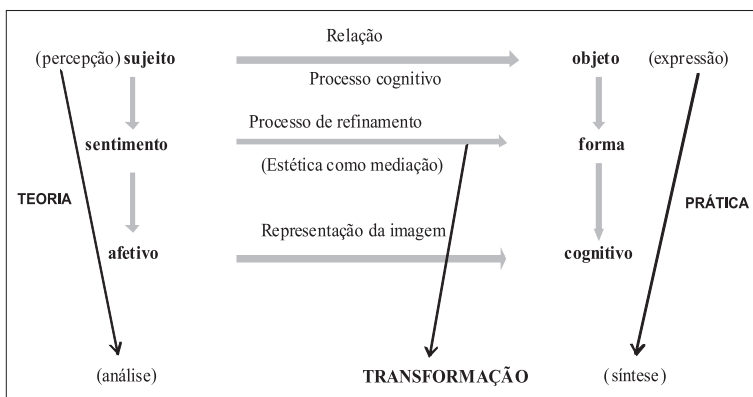 Relação
(percepção) sujeito objeto (expressão)
Processo cognitivo
Processo de refinamento
sentimento forma
(Estética como mediação)
TEORIA PRÁTICA
Representação da imagem
afetivo cognitivo
(análise) TRANSFORMAÇÃO (síntese)